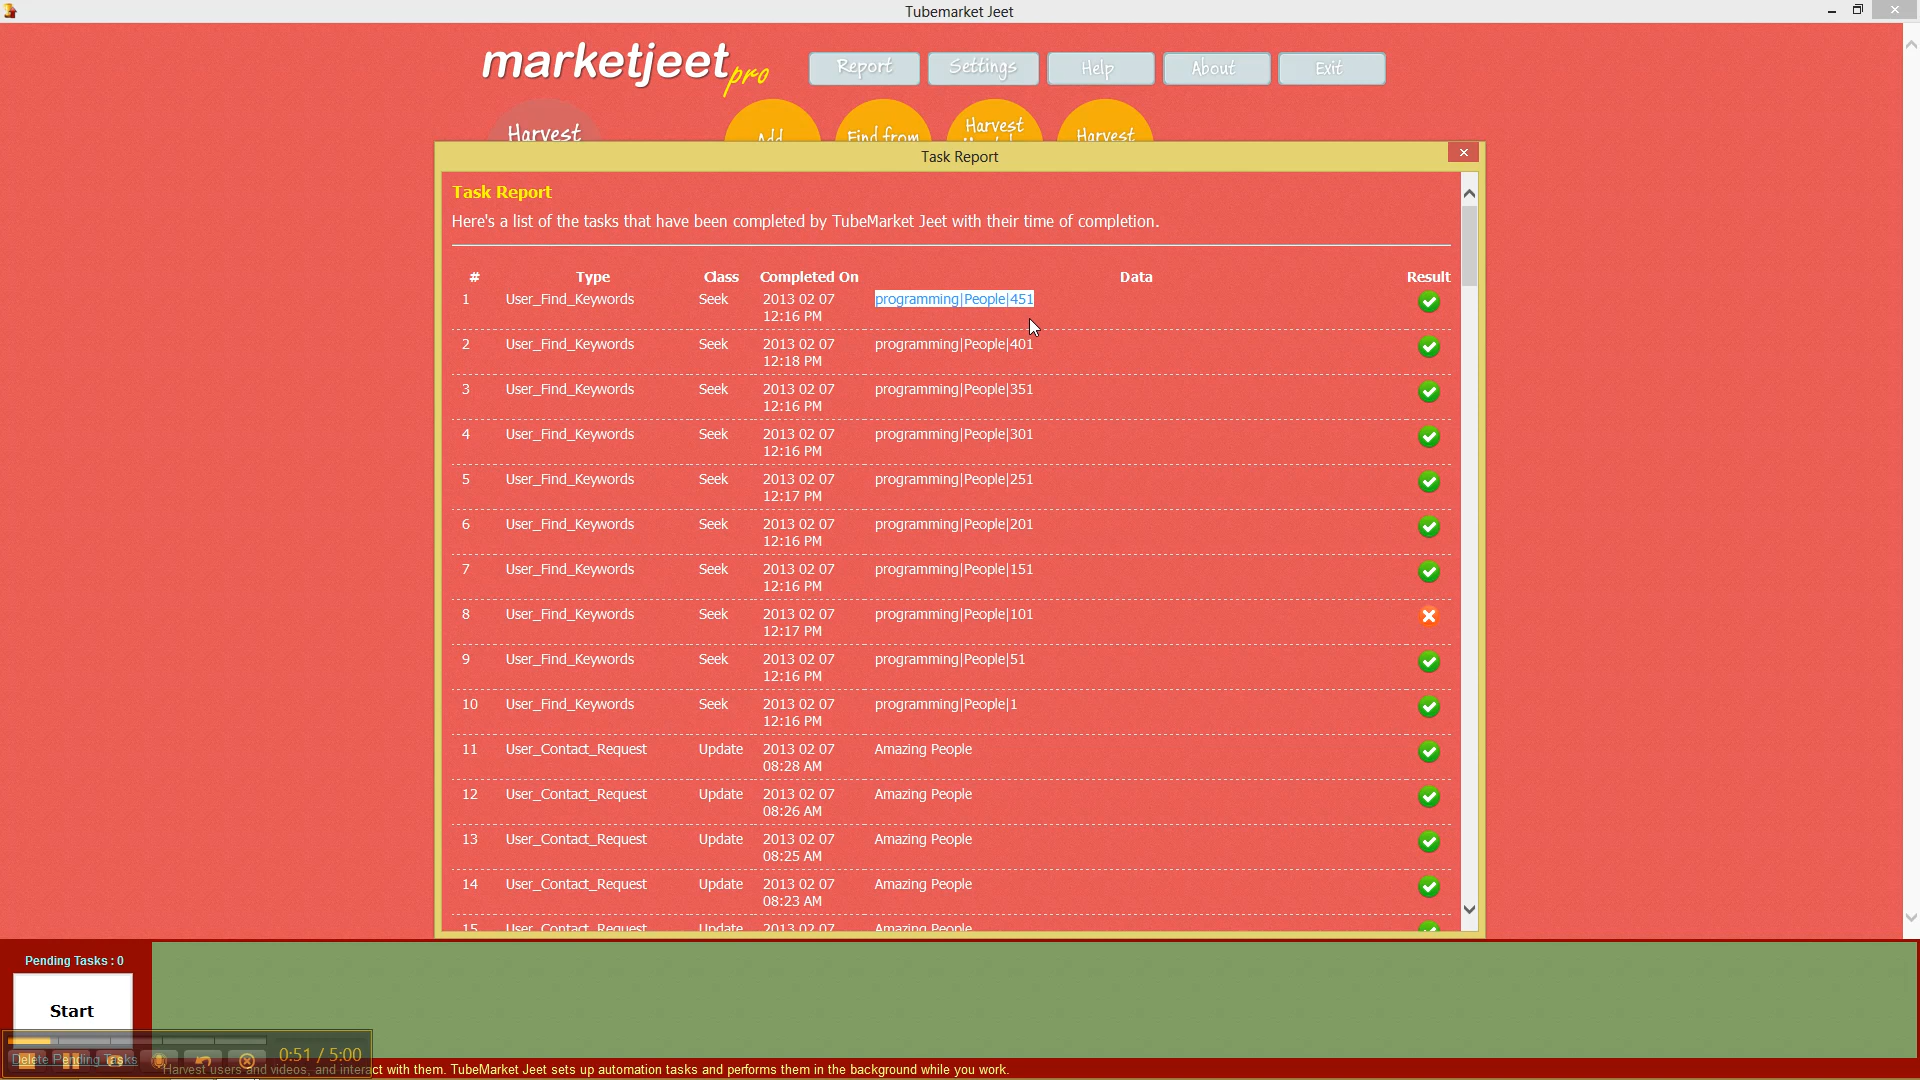 Tubemarket Jeet
marketjeet pro
Report Settings Help About Exit
Harvest Add Find from Harvest Harvest
Task Report
Task Report
Here's a list of the tasks that have been completed by TubeMarket Jeet with their time of completion.
# Type Class Completed On Data Result
1 User_Find_Keywords Seek 2013 02 07 programming|People|451
12:16 PM
2 User_Find_Keywords Seek 2013 02 07 programming|People|401
12:18 PM
3 User_Find_Keywords Seek 2013 02 07 programming|People|351
12:16 PM
4 User_Find_Keywords Seek 2013 02 07 programming|People|301
12:16 PM
5 User_Find_Keywords Seek 2013 02 07 programming|People|251
12:17 PM
6 User_Find_Keywords Seek 2013 02 07 programming|People|201
12:16 PM
7 User_Find_Keywords Seek 2013 02 07 programming|People|151
12:16 PM
8 User_Find_Keywords Seek 2013 02 07 programming|People|101
12:17 PM
9 User_Find_Keywords Seek 2013 02 07 programming|People|51
12:16 PM
10 User_Find_Keywords Seek 2013 02 07 programming|People|1
12:16 PM
11 User_Contact_Request Update 2013 02 07 Amazing People
08:28 AM
12 User_Contact_Request Update 2013 02 07 Amazing People
08:26 AM
13 User_Contact_Request Update 2013 02 07 Amazing People
08:25 AM
14 User_Contact_Request Update 2013 02 07 Amazing People
08:23 AM
15 User_Contact_Request Update 2013 02 07 Amazing People
Pending Tasks : 0
Start
Delete Pending Tasks
0:51 / 5:00
Harvest users and videos, and interact with them. TubeMarket Jeet sets up automation tasks and performs them in the background while you work.